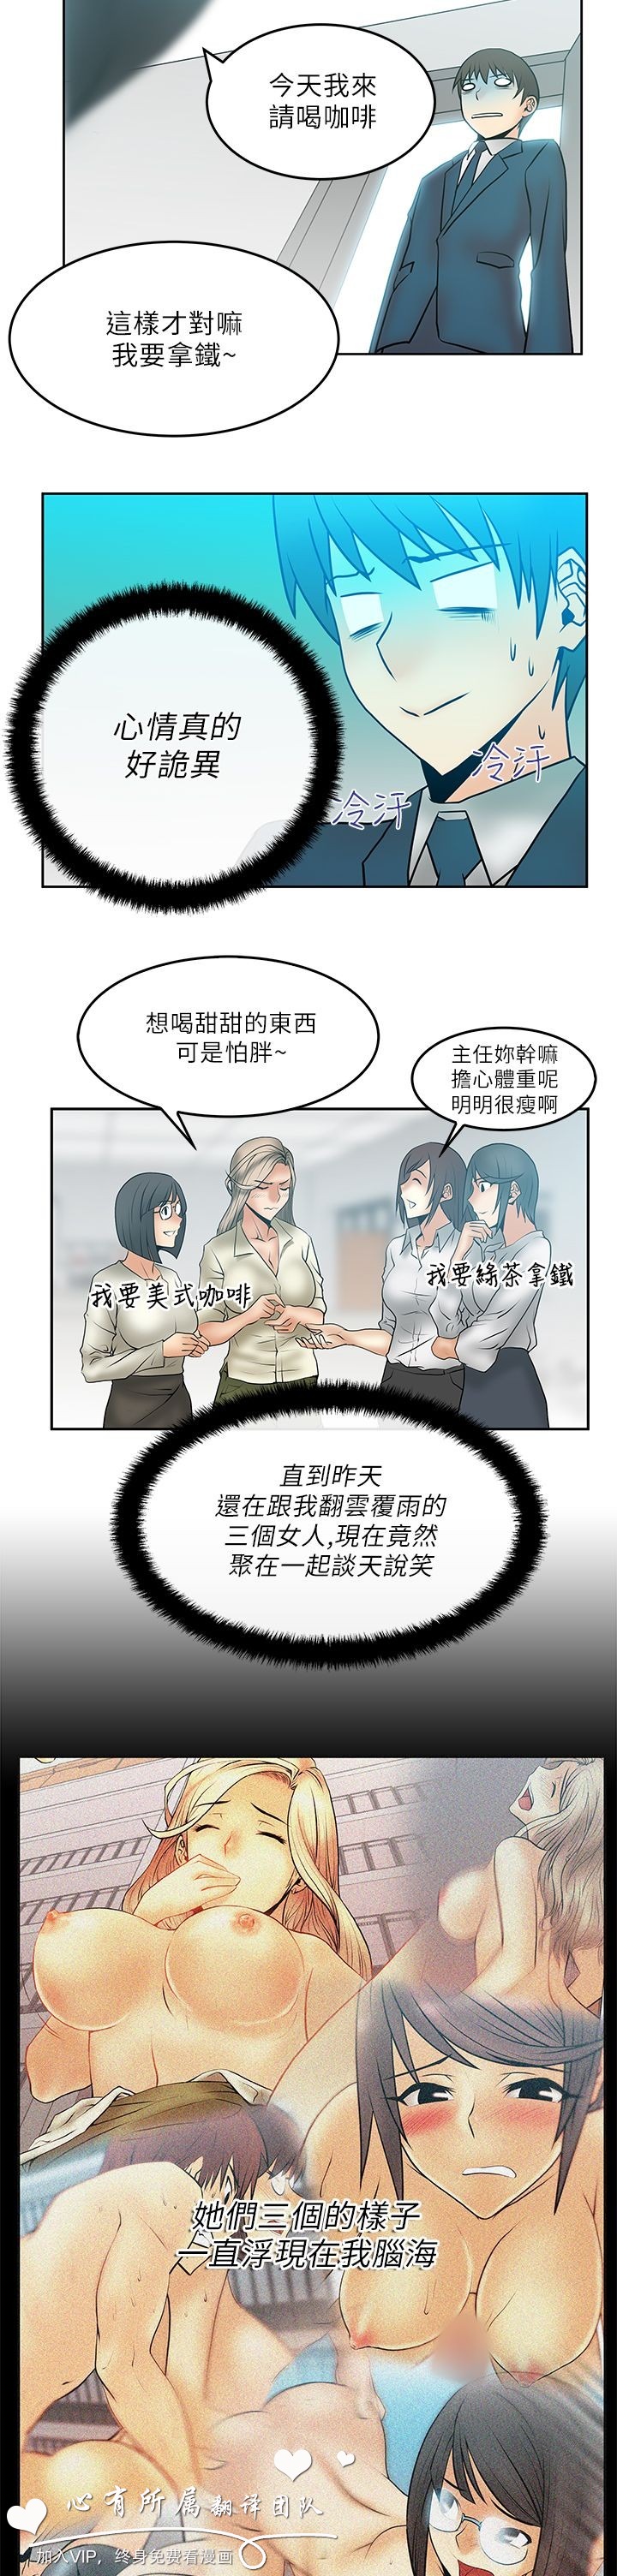 今天我來
請喝咖啡
這樣才對嘛
我要拿鐵~
心情真的
好詭異
冷汗
冷汗
想喝甜甜的東西
可是怕胖~
主任妳幹嘛
擔心體重呢
明明很瘦啊
我要美式咖啡
我要綠茶拿鐵
直到昨天
還在跟我翻雲覆雨的
三個女人,現在竟然
聚在一起談天說笑
她們三個的樣子
一直浮現在我腦海
心有所属翻译团队
加入VIP，终身免费看漫画